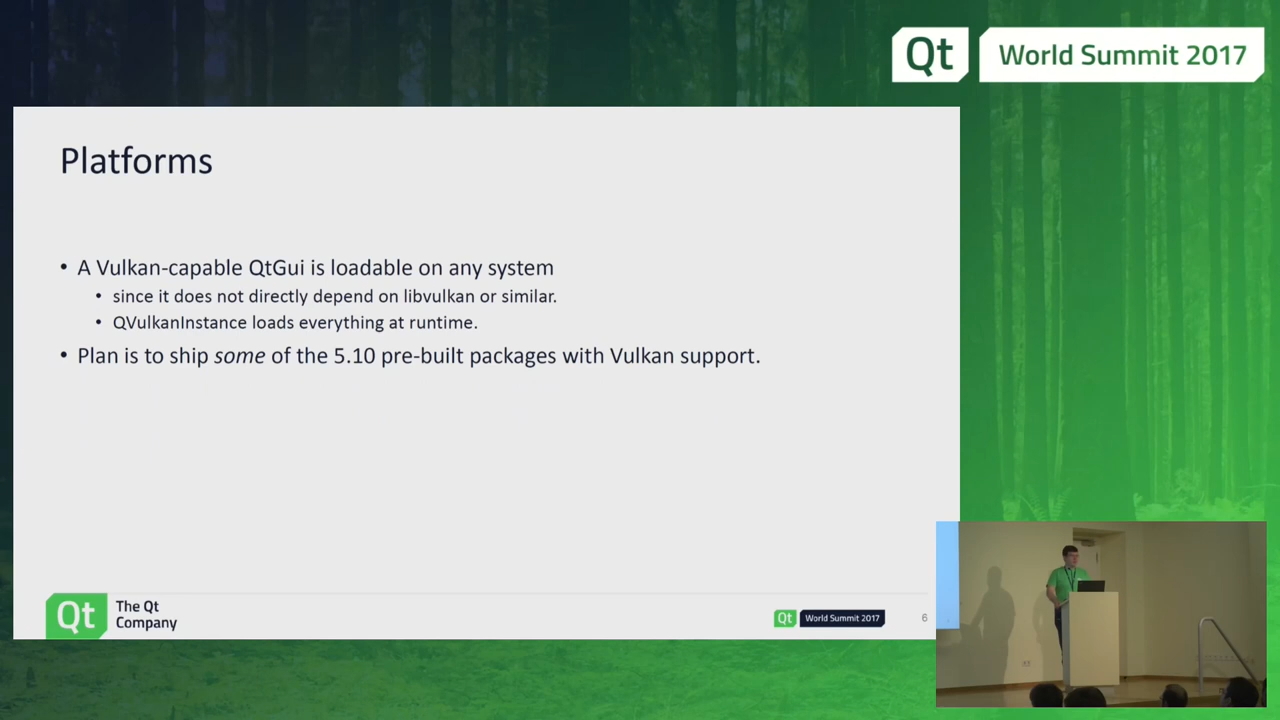 Qt World Summit 2017
Platforms
• A Vulkan-capable QtGui is loadable on any system
• since it does not directly depend on libvulkan or similar.
• QVulkanInstance loads everything at runtime.
• Plan is to ship some of the 5.10 pre-built packages with Vulkan support.
Qt The Qt
Company
Qt World Summit 2017
6